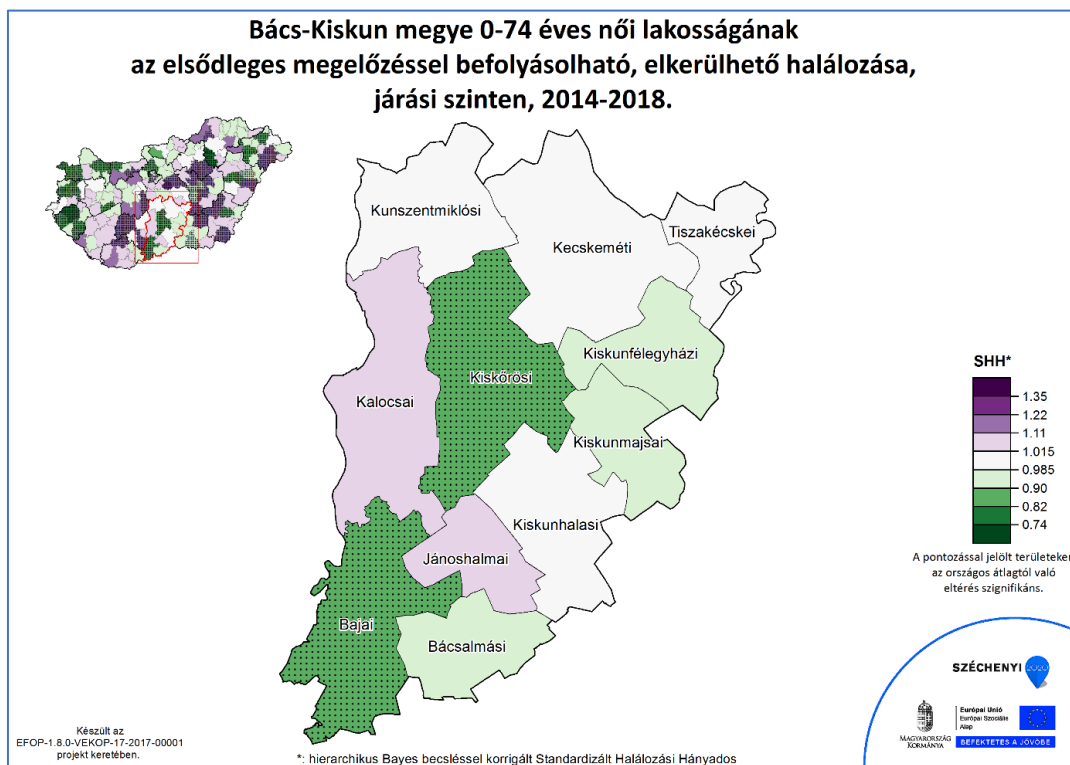 Bács-Kiskun megye 0-74 éves női lakosságának
az elsődleges megelőzéssel befolyásolható, elkerülhető halálozása,
járási szinten, 2014-2018.
Kunszentmiklósi
Tiszakécskei
Kecskeméti
Kiskunfélegyházi
Kiskőrösi
Kalocsai
Kiskunmajsai
Kiskunhalasi
Jánoshalmai
Bajai
Bácsalmási
SHH*
1.35
1.22
1.11
1.015
0.985
0.90
0.82
0.74
A pontozással jelölt területeken
az országos átlagtól való
eltérés szignifikáns.
SZÉCHENYI 2020
MAGYARORSZÁG
KORMÁNYA
Európai Unió
Európai Szociális
Alap
BEFEKTETÉS A JÖVŐBE
Készült az
EFOP-1.8.0-VEKOP-17-2017-00001
projekt keretében.
*: hierarchikus Bayes becsléssel korrigált Standardizált Halálozási Hányados